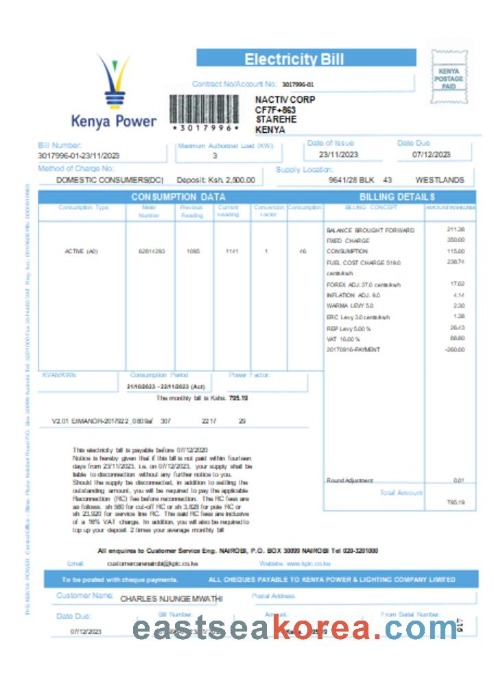 Electricity Bill
Contract No/Account No: 3017996-01
KENYA
POSTAGE
PAID
Kenya Power
*3017996*
NACTIV CORP
CF7F+863
STAREHE
KENYA
Bill Number:
3017996-01-23/11/2023
Maximum Authorised Load (KW):
3
Date of Issue
23/11/2023
Date Due
07/12/2023
Method of Charge No:
DOMESTIC CONSUMERS(DC) Deposit: Ksh. 2,500.00
Supply Location:
9641/28 BLK 43 WESTLANDS
CONSUMPTION DATA
BILLING DETAILS
Consumption Type
Meter Number
Previous Reading
Current Reading
Conversion Factor
Consumption
BILLING CONCEPT
ACTIVE (A0) 1095 1141 1 46
BALANCE BROUGHT FORWARD 211.38
FIXED CHARGE 350.00
CONSUMPTION 115.00
FUEL COST CHARGE 519.0 cents/kwh 238.74
FOREX ADJ. 37.0 cents/kwh 17.02
INFLATION ADJ. 9.0 4.14
WARMA LEVY 5.0 2.30
ERC Levy 3.0 cents/kwh 1.38
REP Levy 5.00 % 26.43
VAT 16.00 % 88.80
20170916-PAYMENT -260.00
KVAR/KWh:
Consumption Period
21/10/2023 - 22/11/2023 (Act)
Power Factor:
The monthly bill is Kshs. 795.19
307 2217 29
This electricity bill is payable before 07/12/2020
Notice is hereby given that if this bill is not paid within fourteen
days from 23/11/2023, i.e. on 07/12/2023, your supply shall be
liable to disconnection without any further notice to you.
Should the supply be disconnected, in addition to settling the
outstanding amount, you will be required to pay the applicable
Reconnection (RC) fee before reconnection. The RC fees are
as follows. sh 580 for cut-off RC or sh 3,828 for pole RC or
sh 23,920 for service line RC. The said RC fees are inclusive
of a 16% VAT charge. In addition, you will also be required to
top up your deposit 2 times your average monthly bill
Round Adjustment 0.01
Total Amount
795.19
All enquires to Customer Service Eng. NAIROBI, P.O. BOX 30099 NAIROBI Tel 020-3201000
Email: customercarenairobi@kplc.co.ke Website: www.kplc.co.ke
To be posted with cheque payments. ALL CHEQUES PAYABLE TO KENYA POWER & LIGHTING COMPANY LIMITED
Customer Name: CHARLES NJUNGE MWATHI
Postal Address:
Date Due:
07/12/2023
Bill Number:
Amount:
From Serial Number:
eastseakorea.com